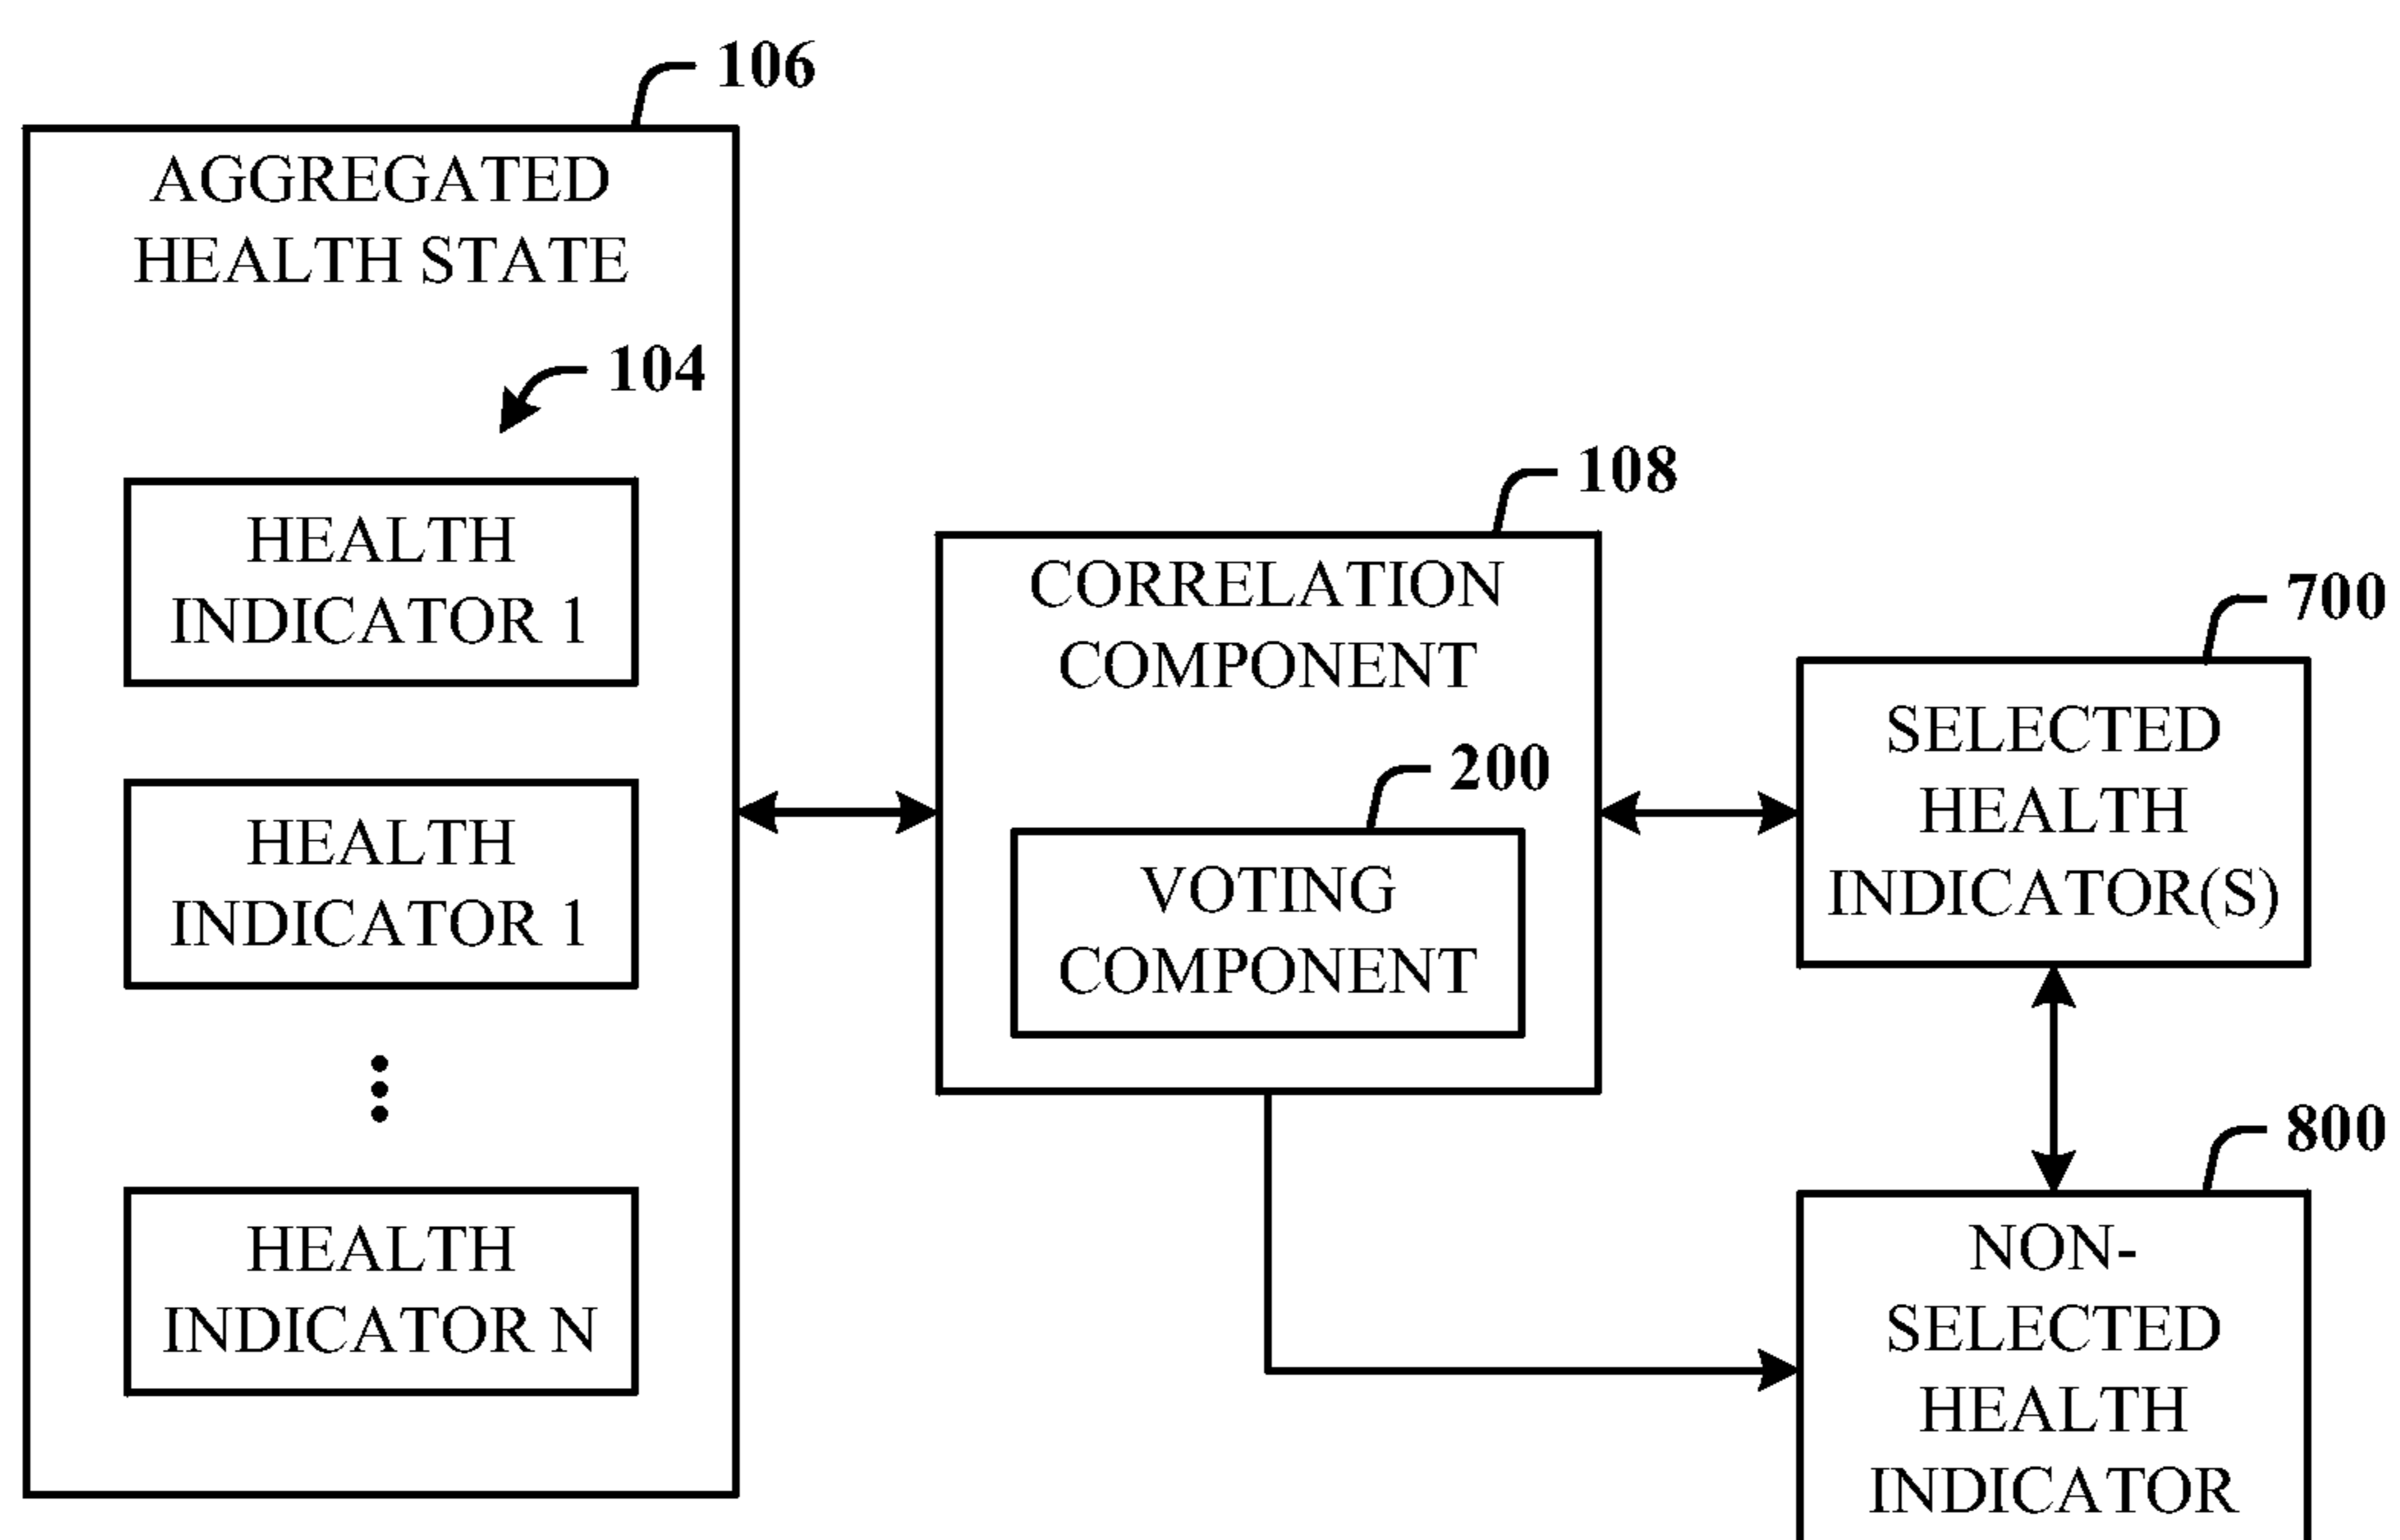 106
AGGREGATED
HEALTH STATE
104
HEALTH
INDICATOR 1
HEALTH
INDICATOR 1
HEALTH
INDICATOR N
108
CORRELATION
COMPONENT
200
VOTING
COMPONENT
700
SELECTED
HEALTH
INDICATOR(S)
800
NON-
SELECTED
HEALTH
INDICATOR